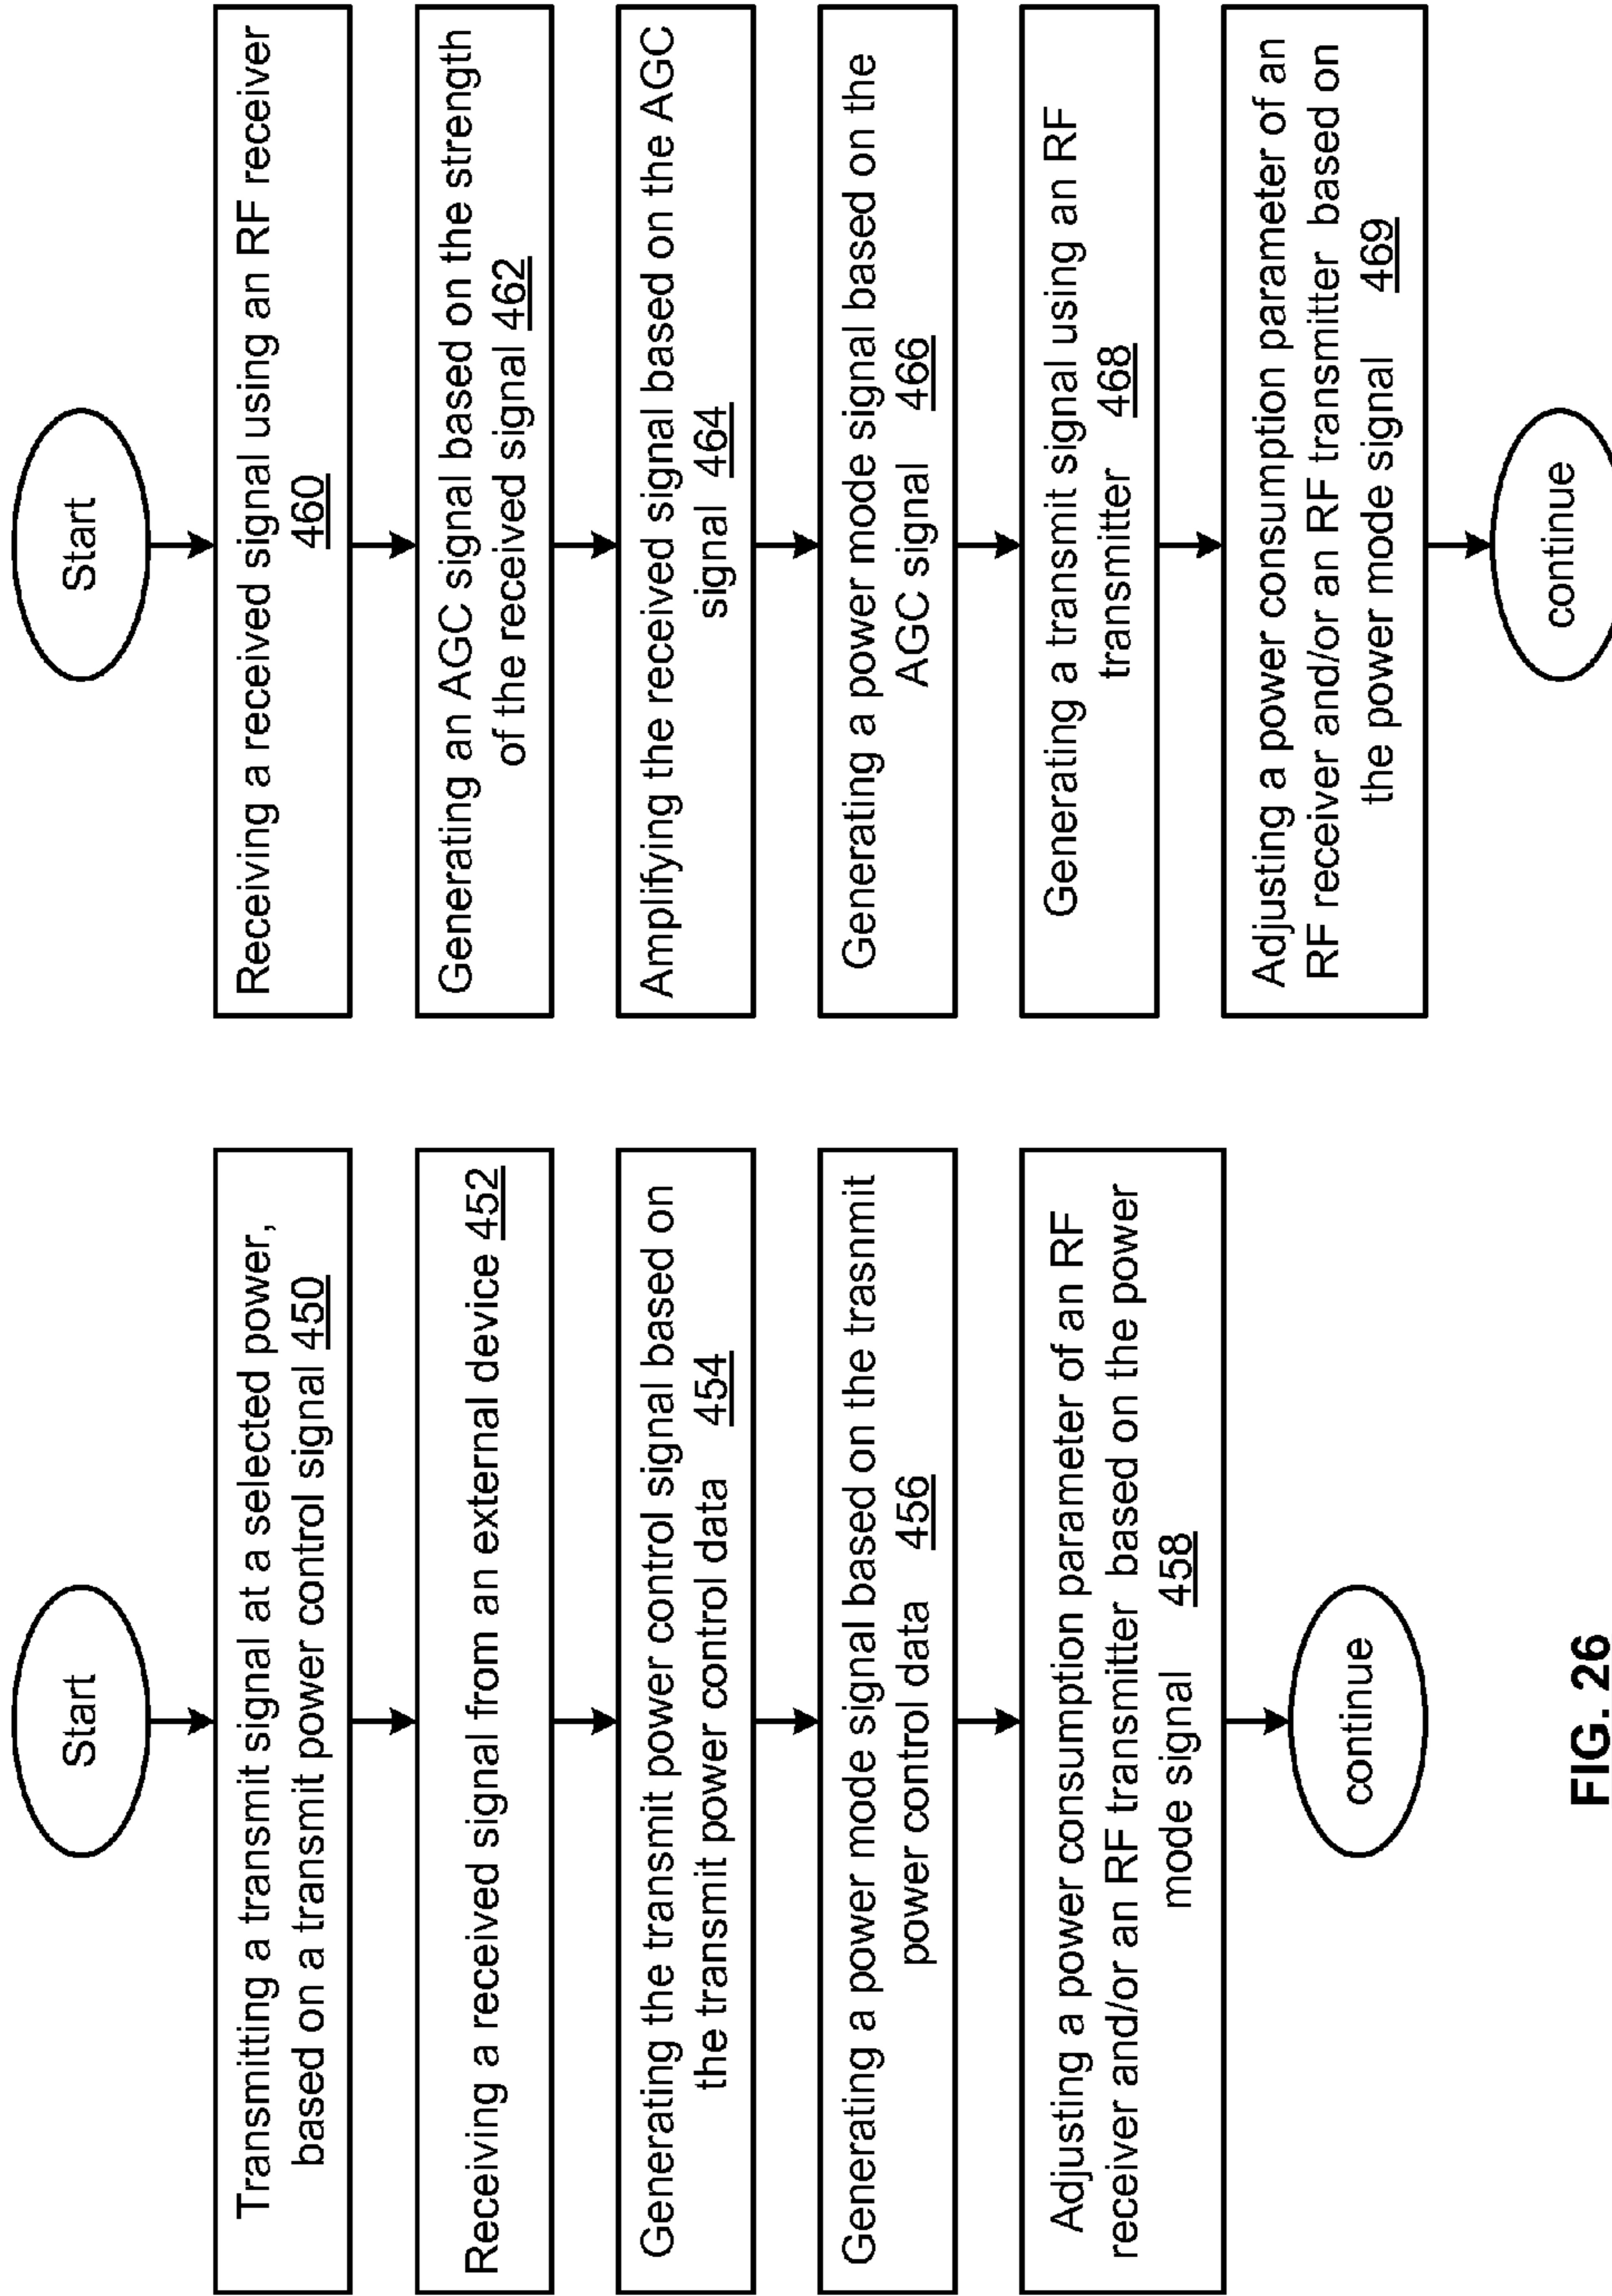 Start
Transmitting a transmit signal at a selected power,
based on a transmit power control signal 450
Receiving a received signal from an external device 452
Generating the transmit power control signal based on
the transmit power control data 454
Generating a power mode signal based on the trasnmit
power control data 456
Adjusting a power consumption parameter of an RF
receiver and/or an RF transmitter based on the power
mode signal 458
continue
FIG. 26
Start
Receiving a received signal using an RF receiver
460
Generating an AGC signal based on the strength
of the received signal 462
Amplifying the received signal based on the AGC
signal 464
Generating a power mode signal based on the
AGC signal 466
Generating a transmit signal using an RF
transmitter 468
Adjusting a power consumption parameter of an
RF receiver and/or an RF transmitter based on
the power mode signal 469
continue